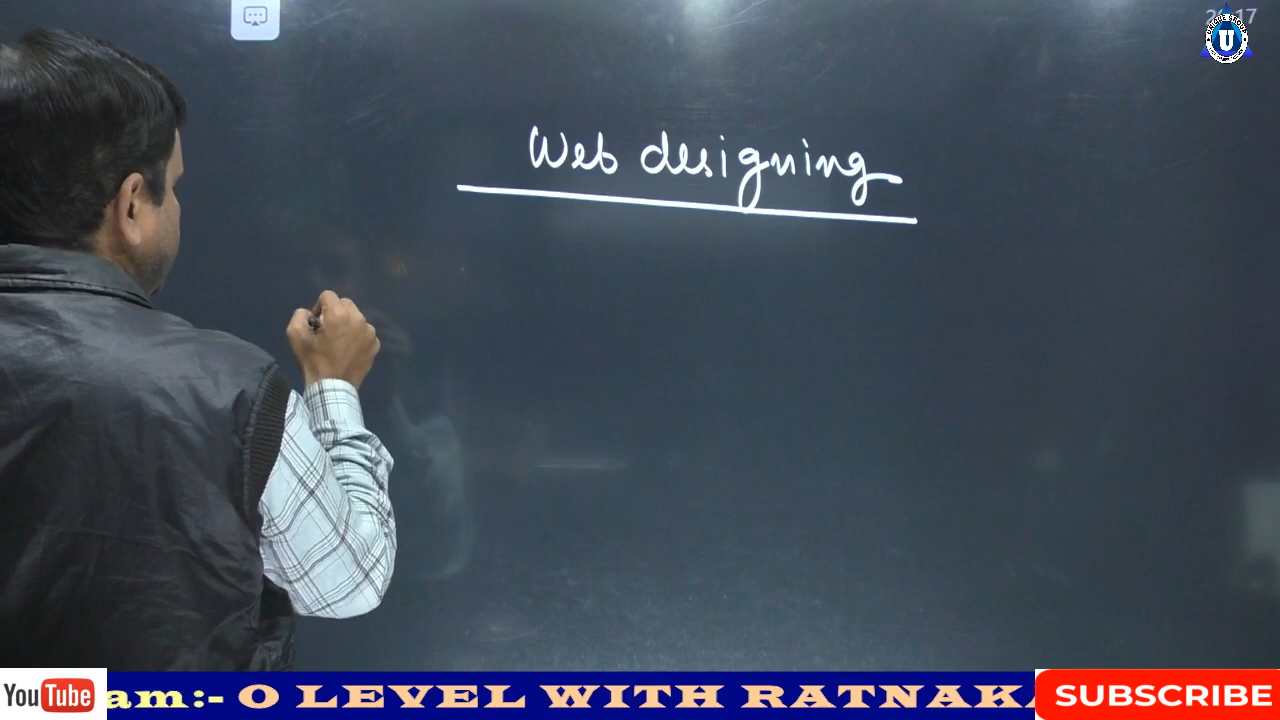 Web designing
U
YouTube
am:- O LEVEL WITH RATNAKA
SUBSCRIBE